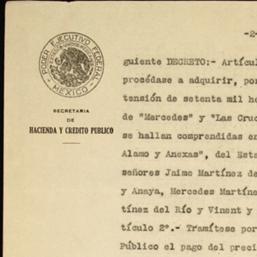 PODER EJECUTIVO FEDERAL
MEXICO
SECRETARIA
DE
HACIENDA Y CREDITO PUBLICO
-2-
guiente DECRETO:- Artícul
procédase a adquirir, por
tensión de setenta mil he
de "Mercedes" y "Las Cruc
se hallan comprendidas en
Alamo y Anexas", del Esta
señores Jaime Martínez de
y Anaya, Mercedes Martíne
tínez del Río y Vinent y
tículo 2º.- Tramítese por
Público el pago del preci